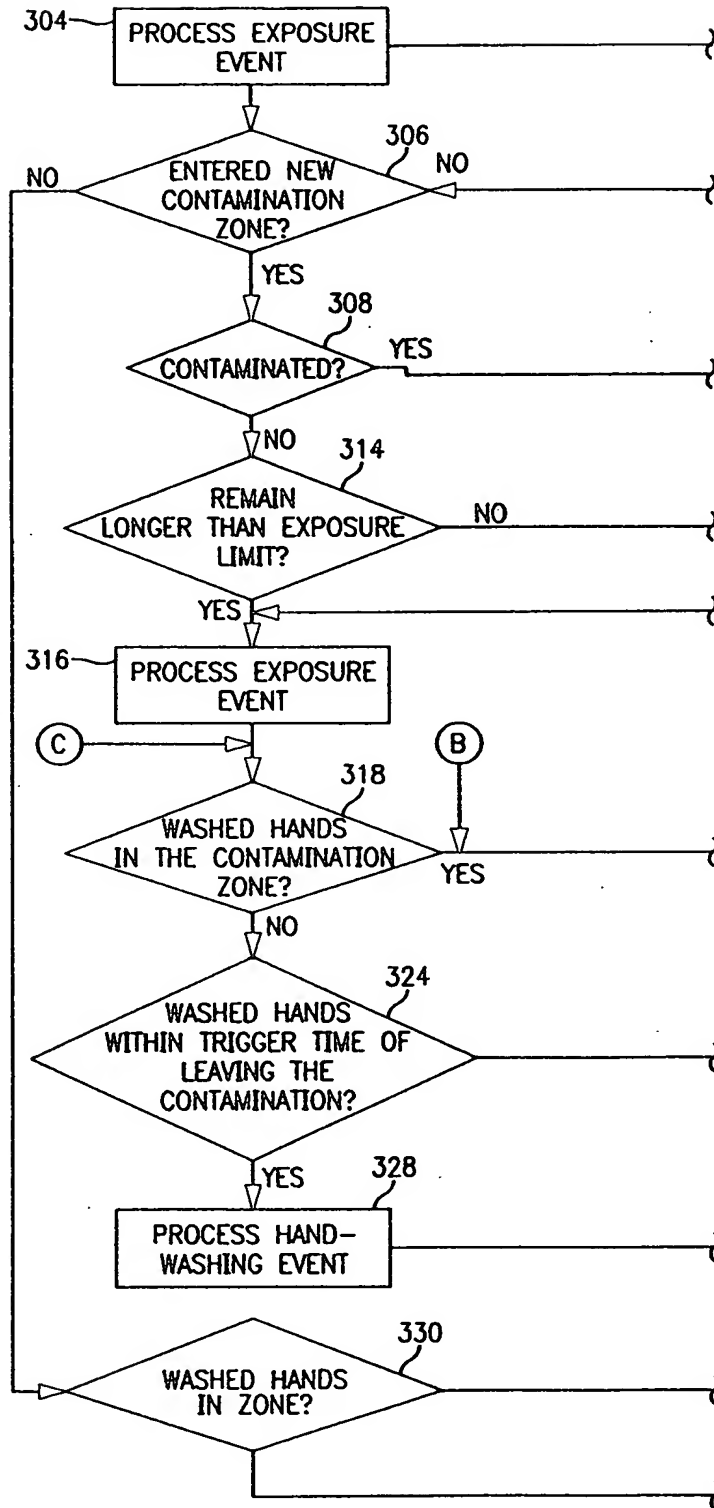 304
PROCESS EXPOSURE
EVENT
306
NO
ENTERED NEW
CONTAMINATION
ZONE?
NO
YES
308
CONTAMINATED?
YES
NO
314
REMAIN
LONGER THAN EXPOSURE
LIMIT?
NO
YES
316
PROCESS EXPOSURE
EVENT
C
B
318
WASHED HANDS
IN THE CONTAMINATION
ZONE?
YES
NO
324
WASHED HANDS
WITHIN TRIGGER TIME OF
LEAVING THE
CONTAMINATION?
YES
328
PROCESS HAND-
WASHING EVENT
330
WASHED HANDS
IN ZONE?